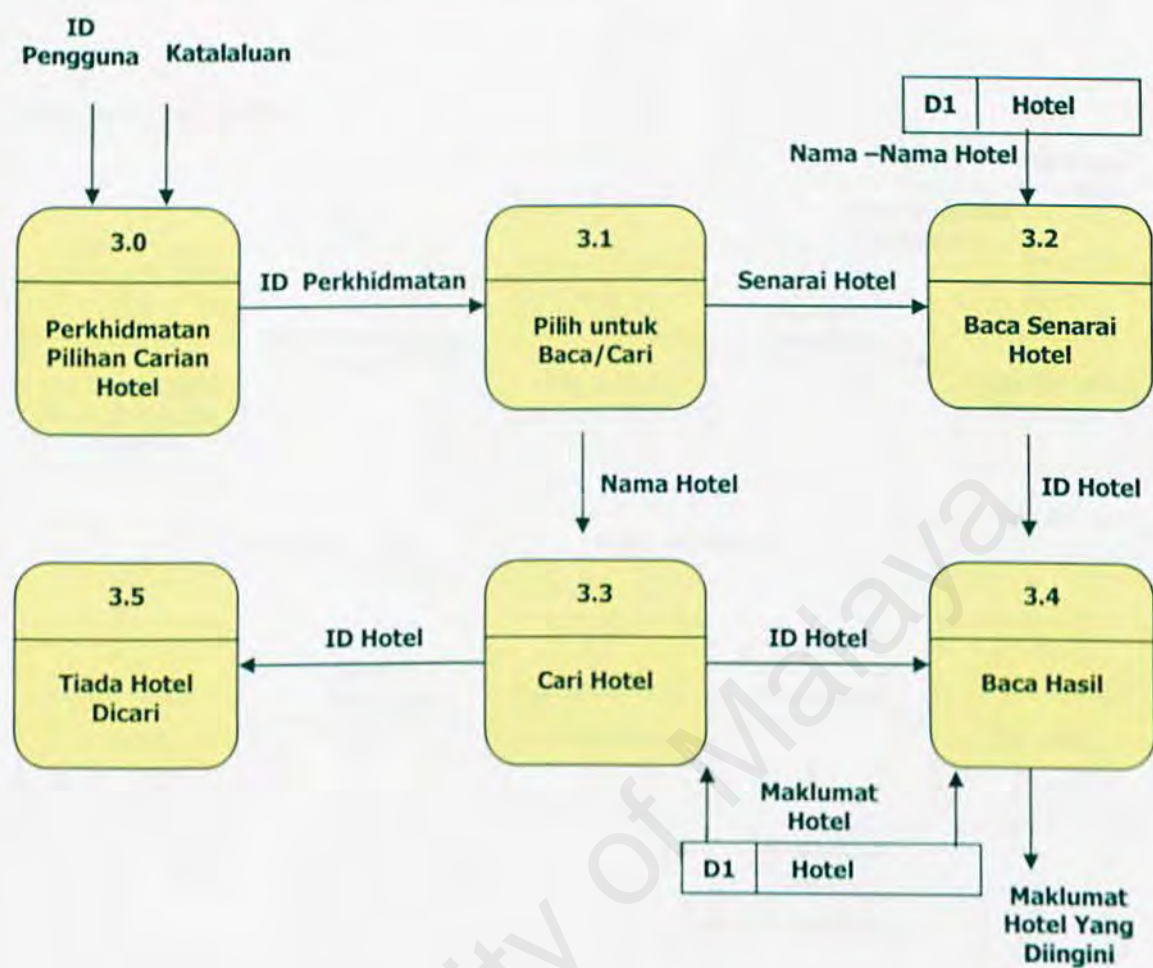 ID
Pengguna Katalaluan
D1 Hotel
Nama –Nama Hotel
3.0
3.1
3.2
ID Perkhidmatan
Senarai Hotel
Perkhidmatan
Pilihan Carian
Hotel
Pilih untuk
Baca/Cari
Baca Senarai
Hotel
Nama Hotel
ID Hotel
3.5
3.3
3.4
ID Hotel
ID Hotel
Tiada Hotel
Dicari
Cari Hotel
Baca Hasil
Maklumat
Hotel
D1 Hotel
Maklumat
Hotel Yang
Diingini
University of Malaya